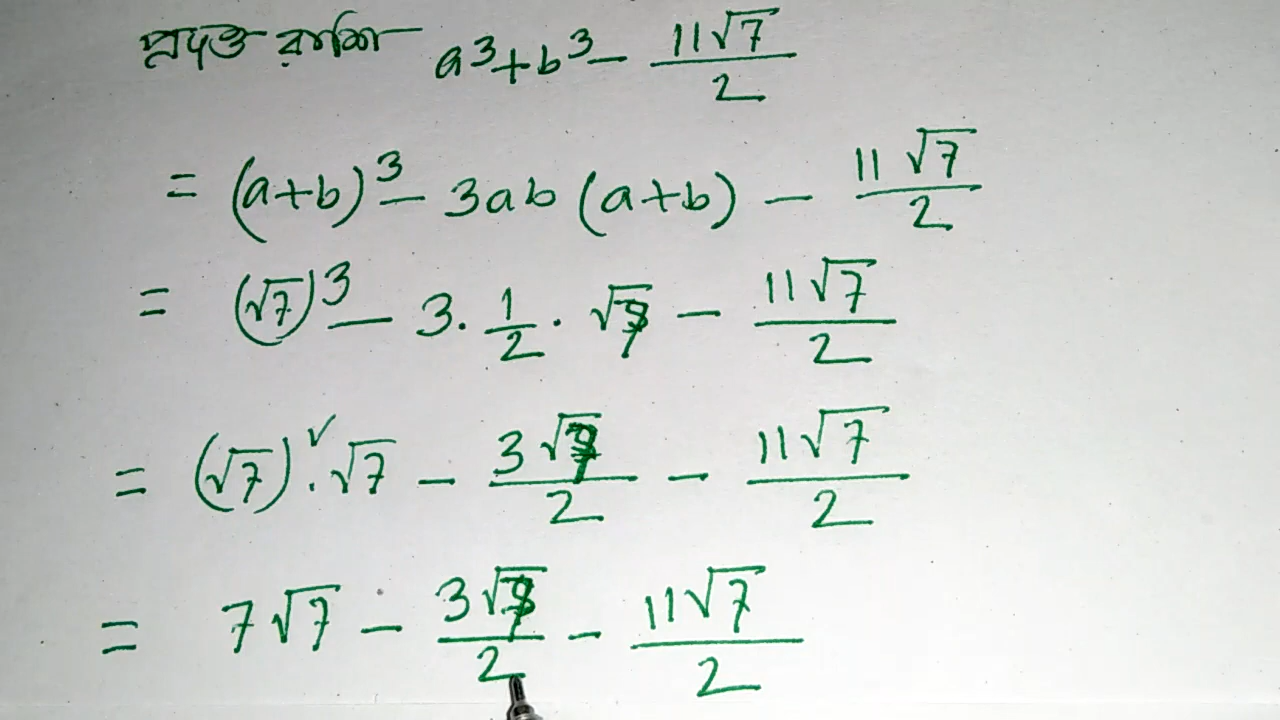 প্রদত্ত রাশি a³+b³ - 11√7/2
= (a+b)³ - 3ab (a+b) - 11√7/2
= (√7)³ - 3·1/2·√7 - 11√7/2
= (√7)²·√7 - 3√7/2 - 11√7/2
= 7√7 - 3√7/2 - 11√7/2